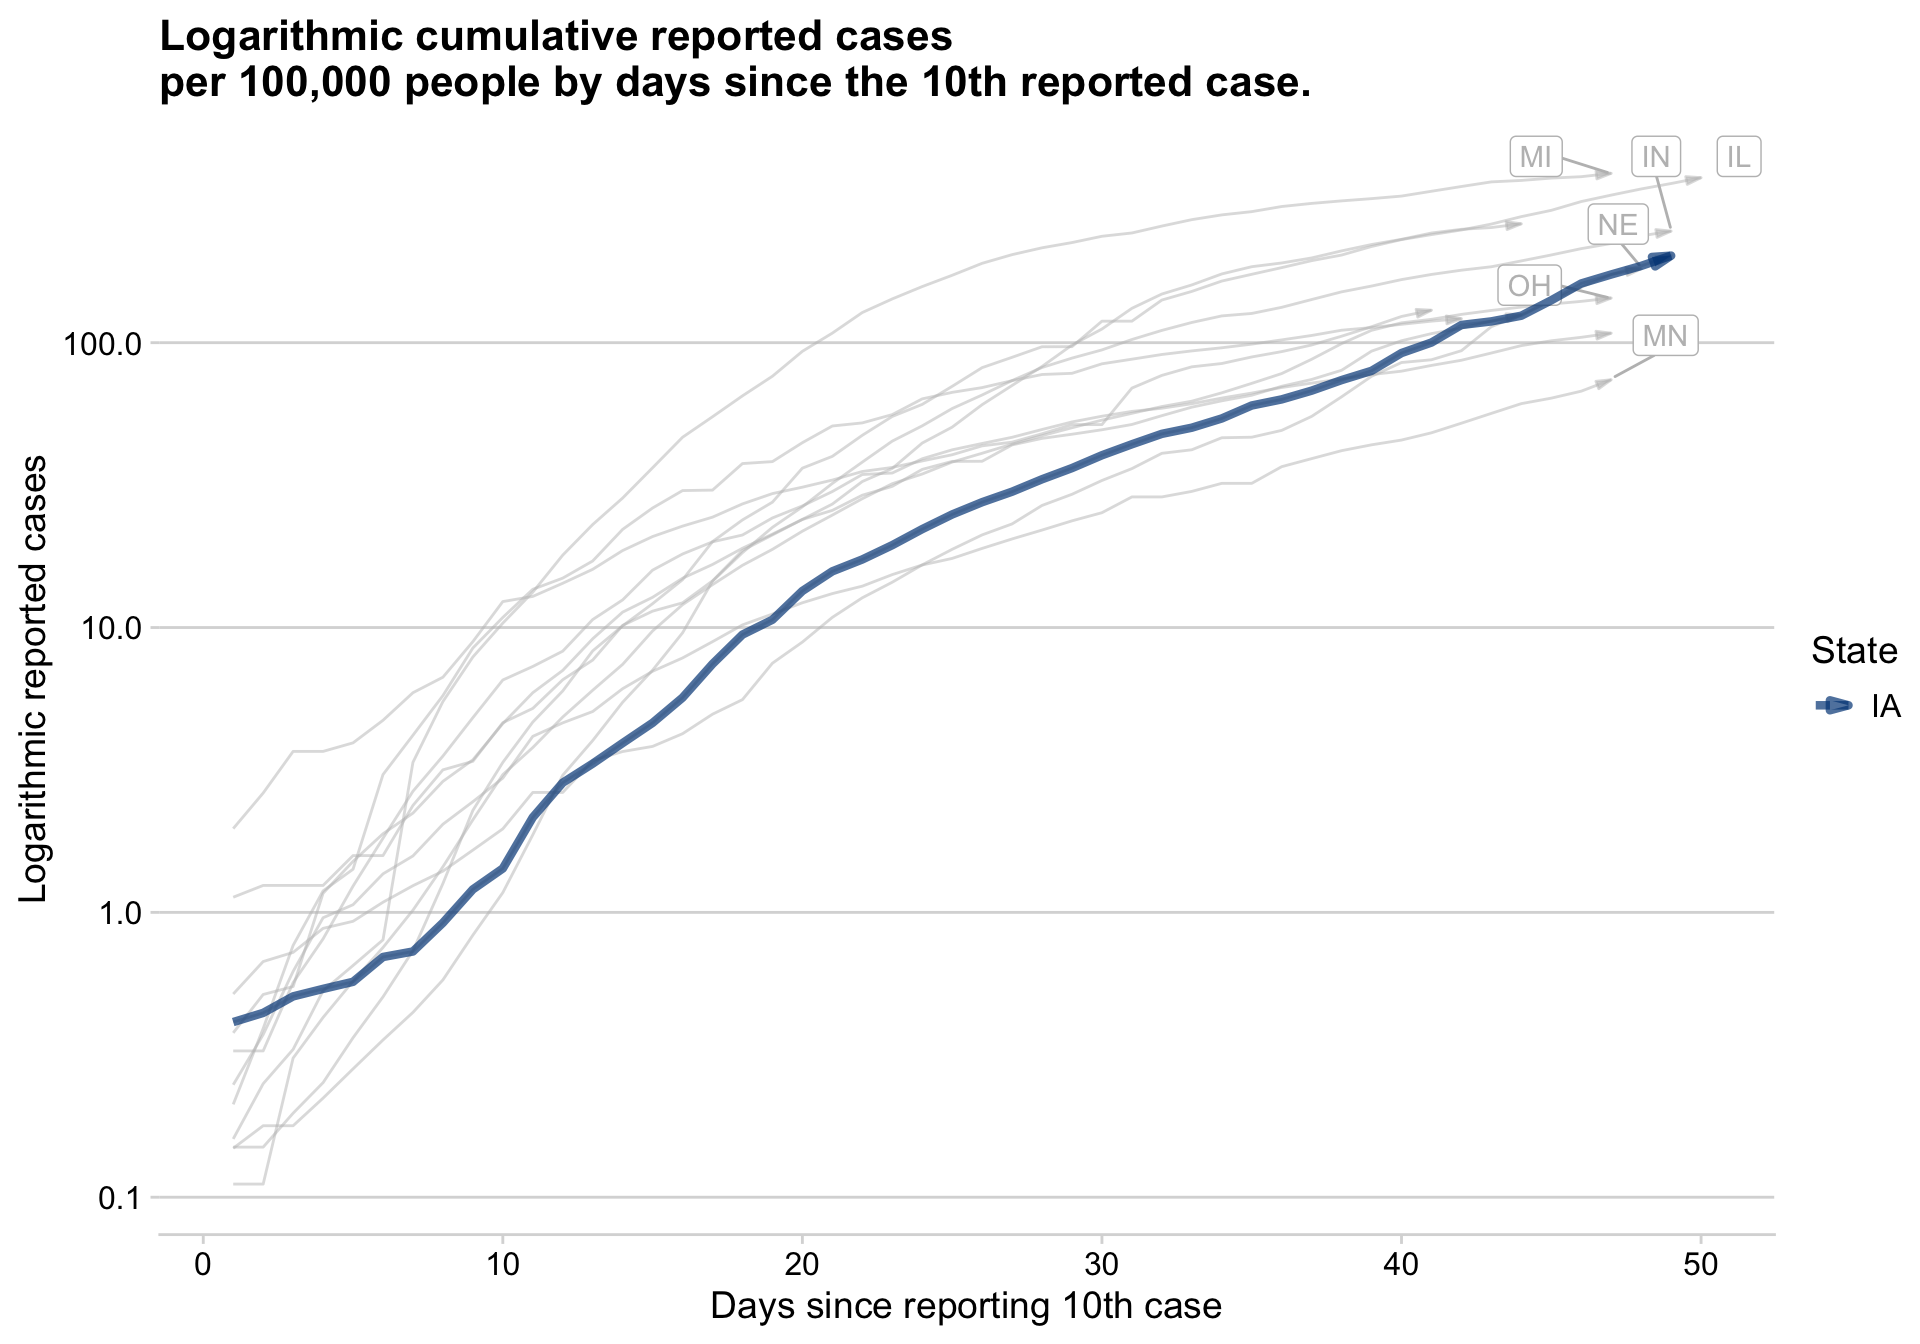 Logarithmic cumulative reported cases
per 100,000 people by days since the 10th reported case.
MI
IN
IL
NE
OH
MN
Logarithmic reported cases
100.0
10.0
1.0
0.1
State
IA
0
10
20
30
40
50
Days since reporting 10th case